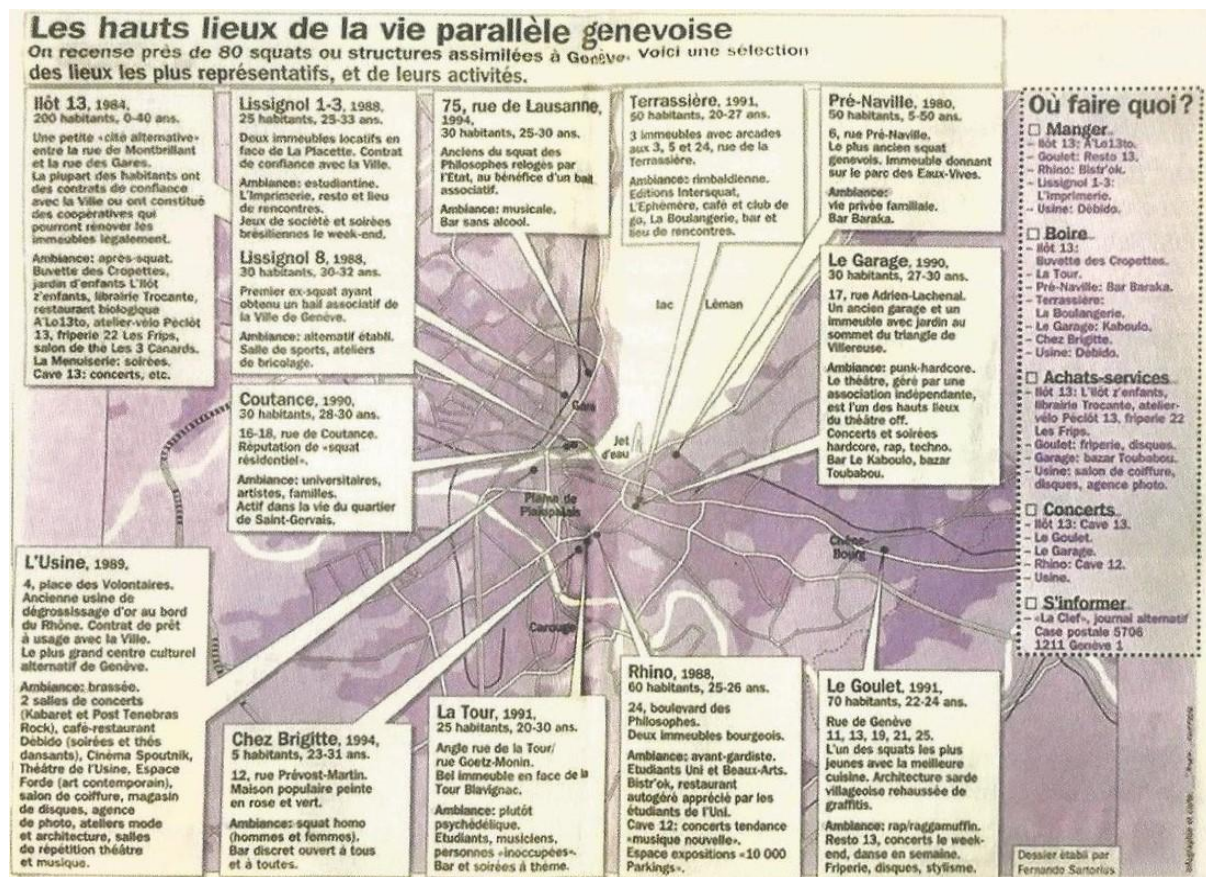 Les hauts lieux de la vie parallèle genevoise
On recense près de 80 squats ou structures assimilées à Genève. Voici une sélection
des lieux les plus représentatifs, et de leurs activités.
Ilôt 13, 1984,
200 habitants, 0-40 ans.
Une petite «cité alternative»
entre la rue de Montbrillant
et la rue des Gares.
La plupart des habitants ont
des contrats de confiance
avec la Ville ou ont constitué
des coopératives qui
pourront rénover les
immeubles légalement.
Ambiance: après-squat.
Buvette des Cropettes,
jardin d'enfants L'Ilôt
z'enfants, librairie Trocante,
restaurant biologique
A'Lo13to, atelier-vélo Péclôt
13, friperie 22 Les Frips,
salon de thé Les 3 Canards.
La Menuiserie: soirées.
Cave 13: concerts, etc.
Lissignol 1-3, 1988,
25 habitants, 25-33 ans.
Deux immeubles locatifs en
face de La Placette. Contrat
de confiance avec la Ville.
Ambiance: estudiantine.
L'Imprimerie, resto et lieu
de rencontres.
Jeux de société et soirées
brésiliennes le week-end.
Lissignol 8, 1988,
30 habitants, 30-32 ans.
Premier ex-squat ayant
obtenu un bail associatif de
la Ville de Genève.
Ambiance: alternatif établi.
Salle de sports, ateliers
de bricolage.
Coutance, 1990,
30 habitants, 28-30 ans.
16-18, rue de Coutance.
Réputation de «squat
résidentiel».
Ambiance: universitaires,
artistes, familles.
Actif dans la vie du quartier
de Saint-Gervais.
75, rue de Lausanne,
1994,
30 habitants, 25-30 ans.
Anciens du squat des
Philosophes relogés par
l'Etat, au bénéfice d'un bail
associatif.
Ambiance: musicale.
Bar sans alcool.
Terrassière, 1991,
50 habitants, 20-27 ans.
3 immeubles avec arcades
aux 3, 5 et 24, rue de la
Terrassière.
Ambiance: rimbaldienne.
Editions Intersquat,
L'Ephémère, café et club de
go, La Boulangerie, bar et
lieu de rencontres.
Pré-Naville, 1980,
50 habitants, 5-50 ans.
6, rue Pré-Naville.
Le plus ancien squat
genevois. Immeuble donnant
sur le parc des Eaux-Vives.
Ambiance:
vie privée familiale.
Bar Baraka.
Le Garage, 1990,
30 habitants, 27-30 ans.
17, rue Adrien-Lachenal.
Un ancien garage et un
immeuble avec jardin au
sommet du triangle de
Villereuse.
Ambiance: punk-hardcore.
Le théâtre, géré par une
association indépendante,
est l'un des hauts lieux
du théâtre off.
Concerts et soirées
hardcore, rap, techno.
Bar Le Kaboulo, bazar
Toubabou.
lac Léman
Gare
Jet
d'eau
Plaine de
Plainpalais
Chêne-
Bourg
Carouge
L'Usine, 1989,
4, place des Volontaires.
Ancienne usine de
dégrossissage d'or au bord
du Rhône. Contrat de prêt
à usage avec la Ville.
Le plus grand centre culturel
alternatif de Genève.
Ambiance: brassée.
2 salles de concerts
(Kabaret et Post Tenebras
Rock), café-restaurant
Débido (soirées et thés
dansants), Cinéma Spoutnik,
Théâtre de l'Usine, Espace
Forde (art contemporain),
salon de coiffure, magasin
de disques, agence
de photo, ateliers mode
et architecture, salles
de répétition théâtre
et musique.
Chez Brigitte, 1994,
5 habitants, 23-31 ans.
12, rue Prévost-Martin.
Maison populaire peinte
en rose et vert.
Ambiance: squat homo
(hommes et femmes).
Bar discret ouvert à tous
et à toutes.
La Tour, 1991,
25 habitants, 20-30 ans.
Angle rue de la Tour/
rue Goetz-Monin.
Bel immeuble en face de la
Tour Blavignac.
Ambiance: plutôt
psychédélique.
Etudiants, musiciens,
personnes «inoccupées».
Bar et soirées à thème.
Rhino, 1988,
60 habitants, 25-26 ans.
24, boulevard des
Philosophes.
Deux immeubles bourgeois.
Ambiance: avant-gardiste.
Etudiants Uni et Beaux-Arts.
Bistr'ok, restaurant
autogéré apprécié par les
étudiants de l'Uni.
Cave 12: concerts tendance
«musique nouvelle».
Espace expositions «10 000
Parkings».
Le Goulet, 1991,
70 habitants, 22-24 ans.
Rue de Genève
11, 13, 19, 21, 25.
L'un des squats les plus
jeunes avec la meilleure
cuisine. Architecture sarde
villageoise rehaussée de
graffitis.
Ambiance: rap/raggamuffin.
Resto 13, concerts le week-
end, danse en semaine.
Friperie, disques, stylisme.
Où faire quoi?
Manger
- Ilôt 13: A'Lo13to.
- Goulet: Resto 13.
- Rhino: Bistr'ok.
- Lissignol 1-3:
L'Imprimerie.
- Usine: Débido.
Boire
- Ilôt 13:
Buvette des Cropettes.
- La Tour.
- Pré-Naville: Bar Baraka.
- Terrassière:
La Boulangerie.
- Le Garage: Kaboulo.
- Chez Brigitte.
- Usine: Débido.
Achats-services
- Ilôt 13: L'Ilôt z'enfants,
librairie Trocante, atelier-
vélo Péclôt 13, friperie 22
Les Frips.
- Goulet: friperie, disques.
- Garage: bazar Toubabou.
- Usine: salon de coiffure,
disques, agence photo.
Concerts
- Ilôt 13: Cave 13.
- Le Goulet.
- Le Garage.
- Rhino: Cave 12.
- Usine.
S'informer
- «La Clef», journal alternatif
Case postale 5706
1211 Genève 1
Dossier établi par
Fernando Sartorius